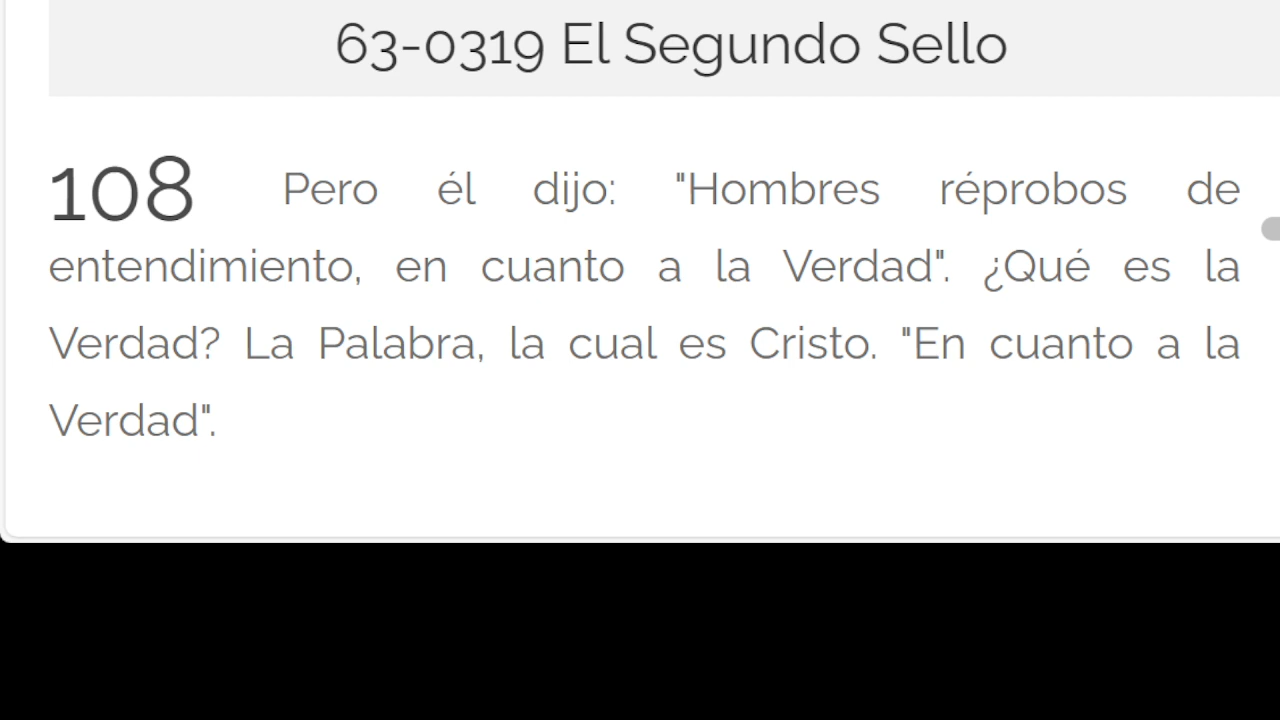 63-0319 El Segundo Sello
108 Pero él dijo: "Hombres réprobos de
entendimiento, en cuanto a la Verdad". ¿Qué es la
Verdad? La Palabra, la cual es Cristo. "En cuanto a la
Verdad".